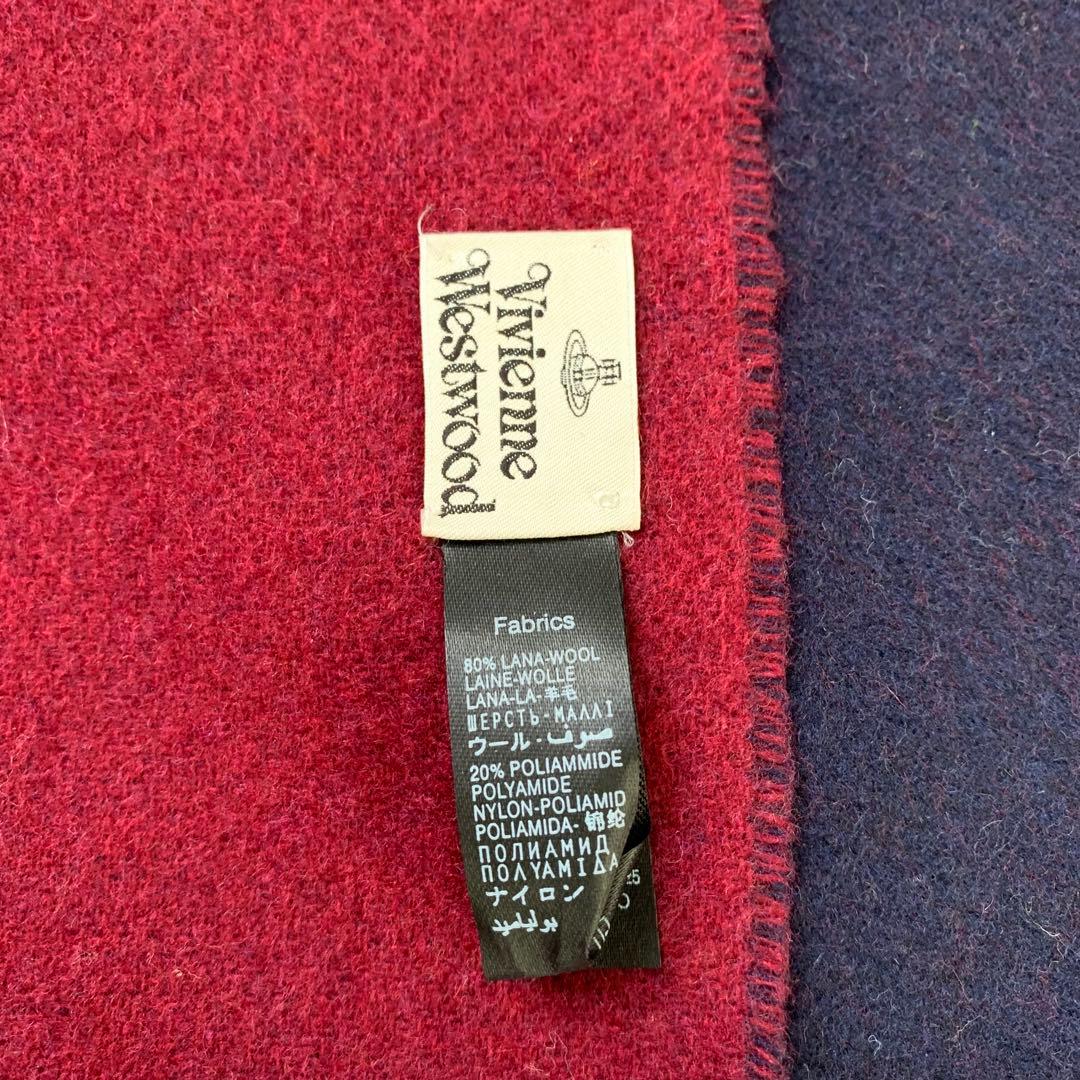 Vivienne
Westwood
Fabrics
80% LANA-WOOL
LAINE-WOLLE
LANA-LA-羊毛
ШЕРСТЬ-ΜΑΛΛΙ
ウール-صوف
20% POLIAMMIDE
POLYAMIDE
NYLON-POLIAMID
POLIAMIDA-锦纶
ПОЛИАМИД
ΠΟΛΥΑΜΙΔΑ
ナイロン
بولياميد